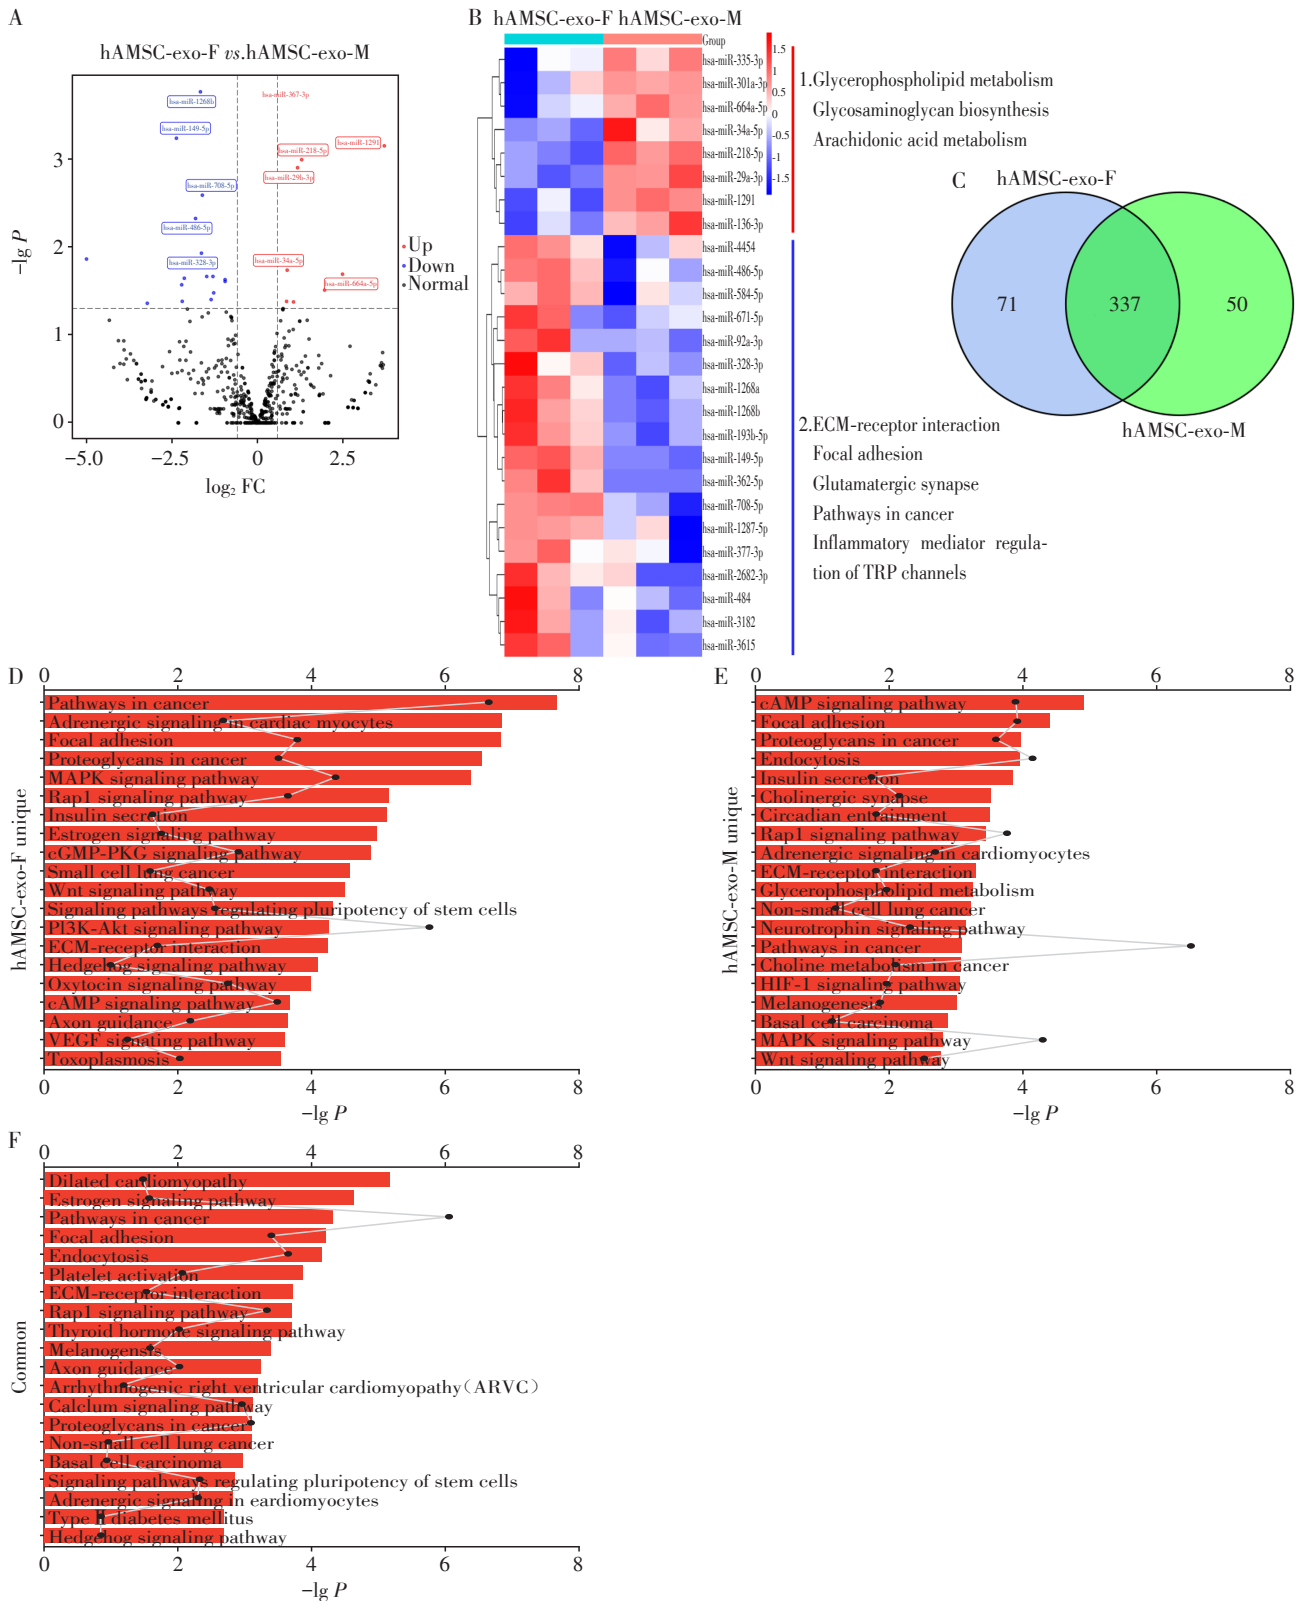 A
hAMSC-exo-F vs.hAMSC-exo-M
hsa-miR-367-3p
hsa-miR-1268b
hsa-miR-149-5p
hsa-miR-1291
hsa-miR-218-5p
hsa-miR-29b-3p
hsa-miR-708-5p
hsa-miR-486-5p
hsa-miR-328-3p
hsa-miR-34a-5p
hsa-miR-664a-5p
Up
Down
Normal
3
2
1
0
−lg P
−5.0 −2.5 0 2.5
log2 FC
B
hAMSC-exo-F hAMSC-exo-M
Group
hsa-miR-335-3p
hsa-miR-301a-3p
hsa-miR-664a-5p
hsa-miR-34a-5p
hsa-miR-218-5p
hsa-miR-29a-3p
hsa-miR-1291
hsa-miR-136-3p
hsa-miR-4454
hsa-miR-486-5p
hsa-miR-584-5p
hsa-miR-671-5p
hsa-miR-92a-3p
hsa-miR-328-3p
hsa-miR-1268a
hsa-miR-1268b
hsa-miR-193b-5p
hsa-miR-149-5p
hsa-miR-362-5p
hsa-miR-708-5p
hsa-miR-1287-5p
hsa-miR-377-3p
hsa-miR-2682-3p
hsa-miR-484
hsa-miR-3182
hsa-miR-3615
1.5
1
0.5
0
-0.5
-1
-1.5
1.Glycerophospholipid metabolism
Glycosaminoglycan biosynthesis
Arachidonic acid metabolism
2.ECM-receptor interaction
Focal adhesion
Glutamatergic synapse
Pathways in cancer
Inflammatory mediator regula-
tion of TRP channels
C
hAMSC-exo-F
71 337 50
hAMSC-exo-M
D
0 2 4 6 8
hAMSC-exo-F unique
Pathways in cancer
Adrenergic signaling in cardiac myocytes
Focal adhesion
Proteoglycans in cancer
MAPK signaling pathway
Rap1 signaling pathway
Insulin secretion
Estrogen signaling pathway
cGMP-PKG signaling pathway
Small cell lung cancer
Wnt signaling pathway
Signaling pathways regulating pluripotency of stem cells
PI3K-Akt signaling pathway
ECM-receptor interaction
Hedgehog signaling pathway
Oxytocin signaling pathway
cAMP signaling pathway
Axon guidance
VEGF signating pathway
Toxoplasmosis
0 2 4 6 8
−lg P
E
0 2 4 6 8
hAMSC-exo-M unique
cAMP signaling pathway
Focal adhesion
Proteoglycans in cancer
Endocytosis
Insulin secretion
Cholinergic synapse
Circadian entrainment
Rap1 signaling pathway
Adrenergic signaling in cardiomyocytes
ECM-receptor interaction
Glycerophospholipid metabolism
Non-small cell lung cancer
Neurotrophin signaling pathway
Pathways in cancer
Choline metabolism in cancer
HIF-1 signaling pathway
Melanogenesis
Basal cell carcinoma
MAPK signaling pathway
Wnt signaling pathway
0 2 4 6 8
−lg P
F
0 2 4 6 8
Common
Dilated cardiomyopathy
Estrogen signaling pathway
Pathways in cancer
Focal adhesion
Endocytosis
Platelet activation
ECM-receptor interaction
Rap1 signaling pathway
Thyroid hormone signaling pathway
Melanogensis
Axon guidance
Arrhythmogenic right ventricular cardiomyopathy（ARVC）
Calclum signaling pathway
Proteoglycans in cancer
Non-small cell lung cancer
Basal cell carcinoma
Signaling pathways regulating pluripotency of stem cells
Adrenergic signaling in eardiomyocytes
Type Ⅱ diabetes mellitus
Hedgehog signaling pathway
0 2 4 6 8
−lg P